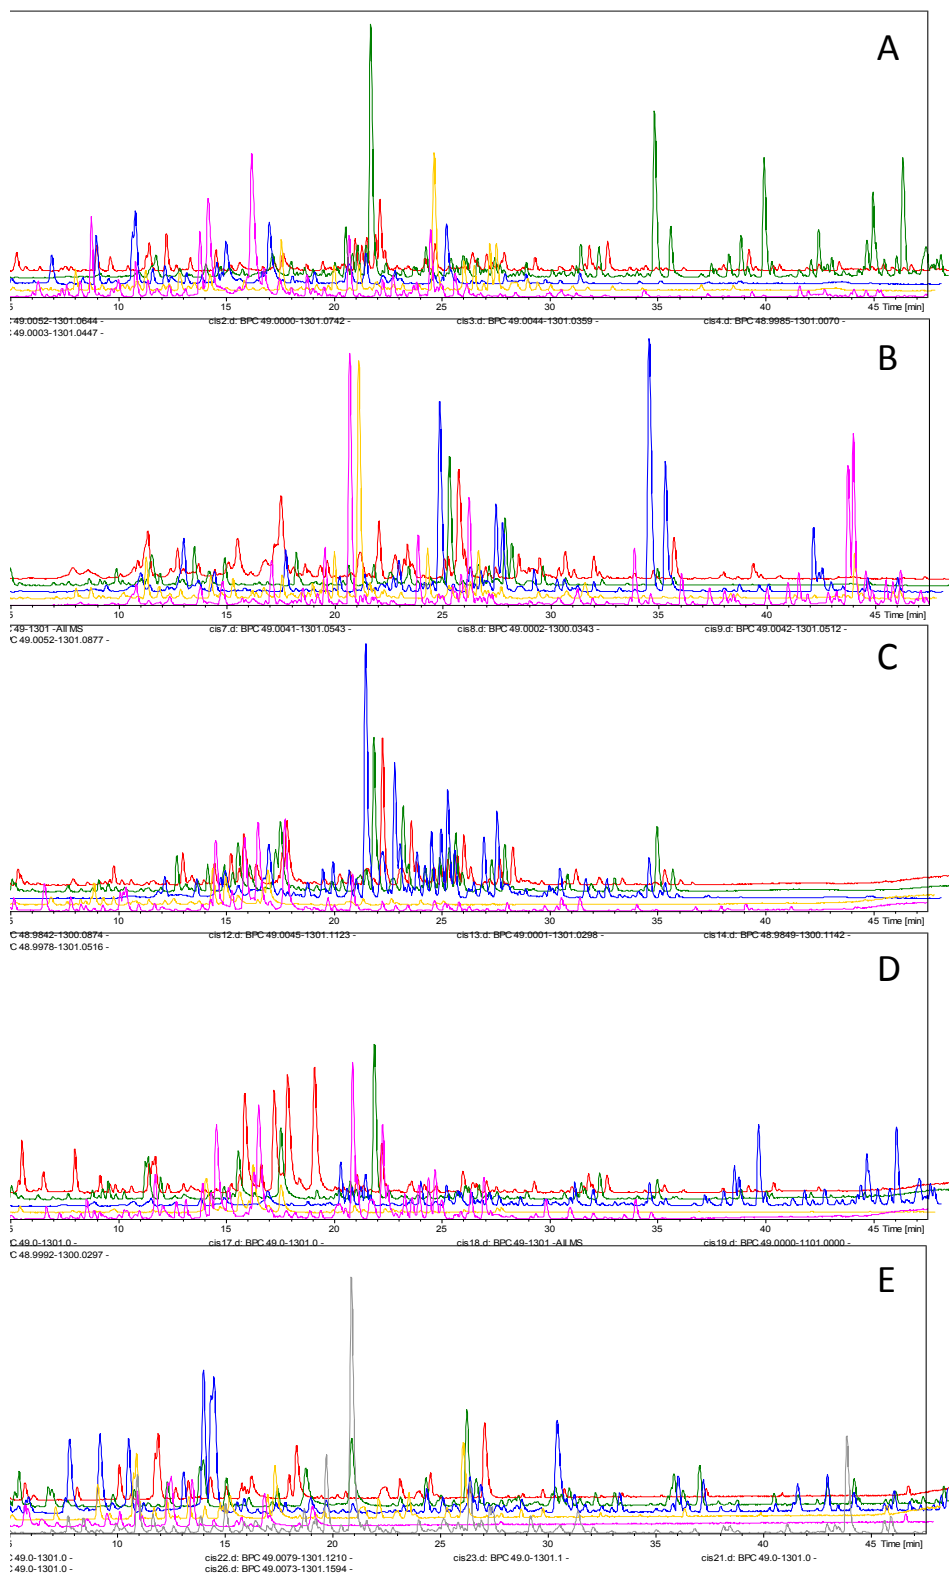 A
5 10 15 20 25 30 35 40 45 Time [min]
C 49.0052-1301.0644 - cis2.d: BPC 49.0000-1301.0742 - cis3.d: BPC 49.0044-1301.0359 - cis4.d: BPC 48.9985-1301.0070 -
C 49.0003-1301.0447 -
B
5 10 15 20 25 30 35 40 45 Time [min]
C 49-1301 -All MS cis7.d: BPC 49.0041-1301.0543 - cis8.d: BPC 49.0002-1300.0343 - cis9.d: BPC 49.0042-1301.0512 -
C 49.0052-1301.0877 -
C
5 10 15 20 25 30 35 40 45 Time [min]
C 48.9842-1300.0874 - cis12.d: BPC 49.0045-1301.1123 - cis13.d: BPC 49.0001-1301.0298 - cis14.d: BPC 48.9849-1300.1142 -
C 48.9978-1301.0516 -
D
5 10 15 20 25 30 35 40 45 Time [min]
C 49.0-1301.0 - cis17.d: BPC 49.0-1301.0 - cis18.d: BPC 49-1301 -All MS cis19.d: BPC 49.0000-1101.0000 -
C 48.9992-1300.0297 -
E
5 10 15 20 25 30 35 40 45 Time [min]
C 49.0-1301.0 - cis22.d: BPC 49.0079-1301.1210 - cis23.d: BPC 49.0-1301.1 - cis21.d: BPC 49.0-1301.0 -
C 49.0-1301.0 - cis26.d: BPC 49.0073-1301.1594 -